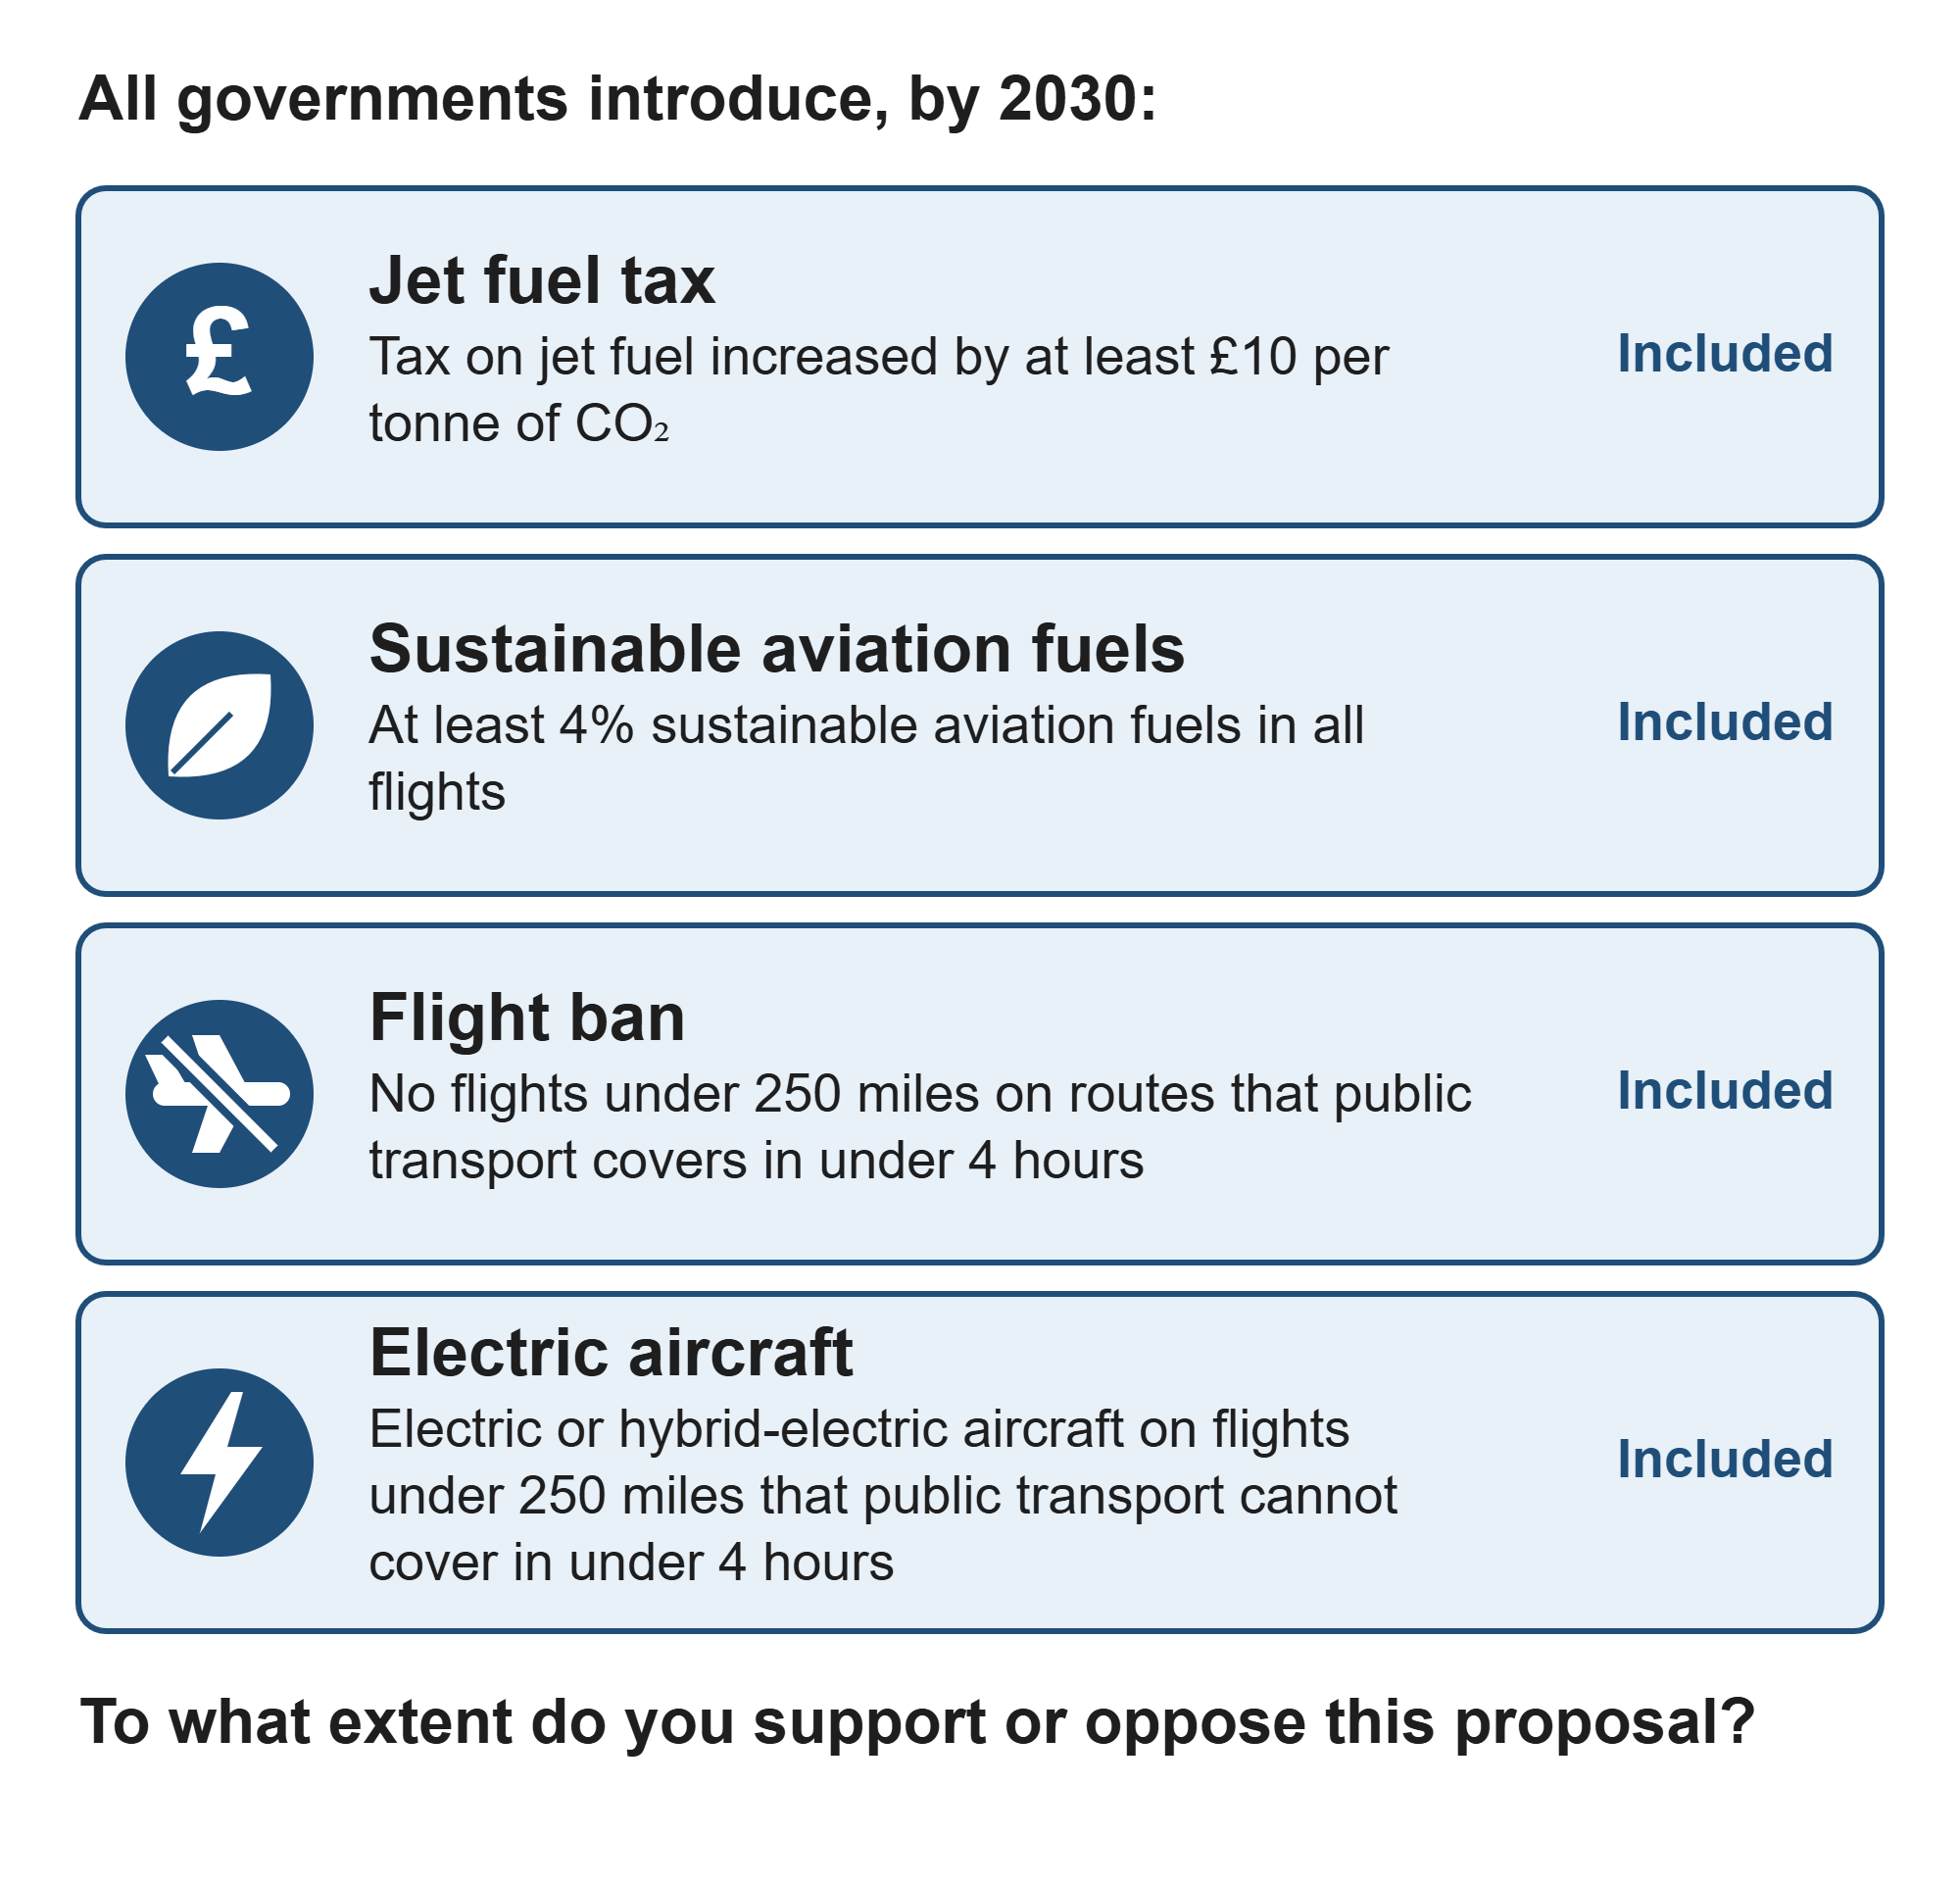 All governments introduce, by 2030:
£
Jet fuel tax
Tax on jet fuel increased by at least £10 per
tonne of CO₂
Included
Sustainable aviation fuels
At least 4% sustainable aviation fuels in all
flights
Included
Flight ban
No flights under 250 miles on routes that public
transport covers in under 4 hours
Included
Electric aircraft
Electric or hybrid-electric aircraft on flights
under 250 miles that public transport cannot
cover in under 4 hours
Included
To what extent do you support or oppose this proposal?